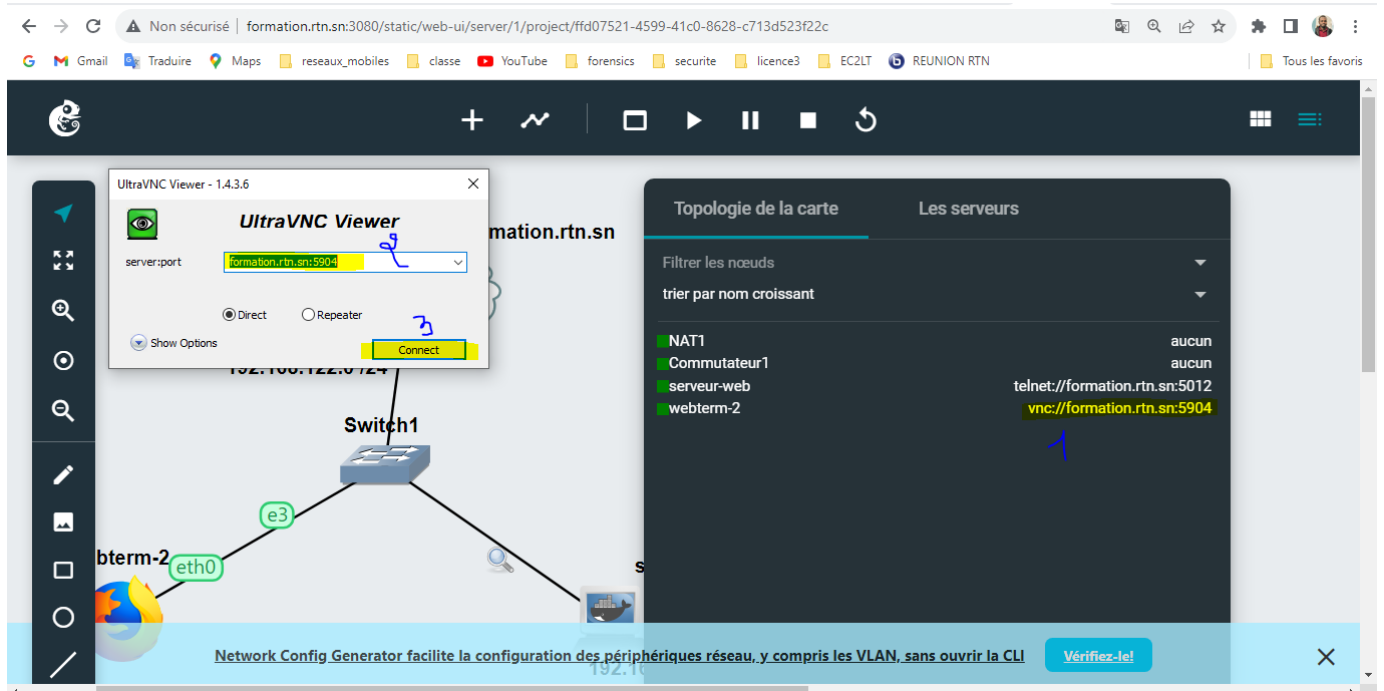 Non sécurisé | formation.rtn.sn:3080/static/web-ui/server/1/project/ffd07521-4599-41c0-8628-c713d523f22c
G Gmail Traduire Maps reseaux_mobiles classe YouTube forensics securite licence3 EC2LT REUNION RTN Tous les favoris
UltraVNC Viewer - 1.4.3.6
UltraVNC Viewer
server:port formation.rtn.sn:5904
2
Direct Repeater
3
Show Options
Connect
mation.rtn.sn
192.168.122.0 /24
Switch1
e3
bterm-2
eth0
s
192.16
Topologie de la carte Les serveurs
Filtrer les nœuds
trier par nom croissant
NAT1 aucun
Commutateur1 aucun
serveur-web telnet://formation.rtn.sn:5012
webterm-2 vnc://formation.rtn.sn:5904
1
Network Config Generator facilite la configuration des périphériques réseau, y compris les VLAN, sans ouvrir la CLI Vérifiez-le!